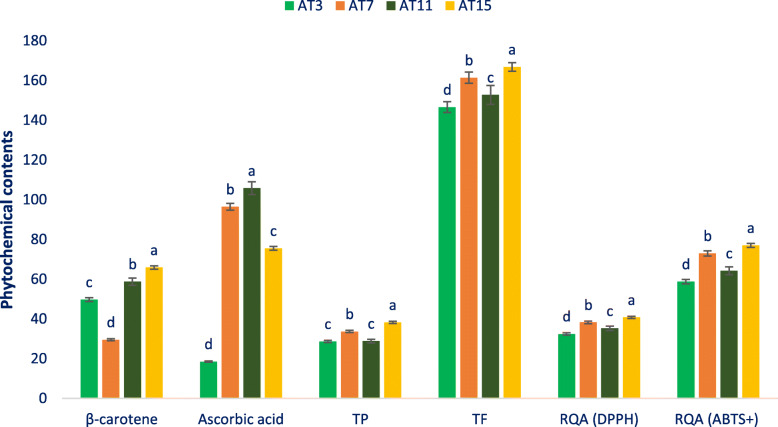 AT3 AT7 AT11 AT15
Phytochemical contents
180
160
140
120
100
80
60
40
20
0
c d b a
d b a c
c b c a
d b c a
d b c a
d b c a
β-carotene Ascorbic acid TP TF RQA (DPPH) RQA (ABTS+)